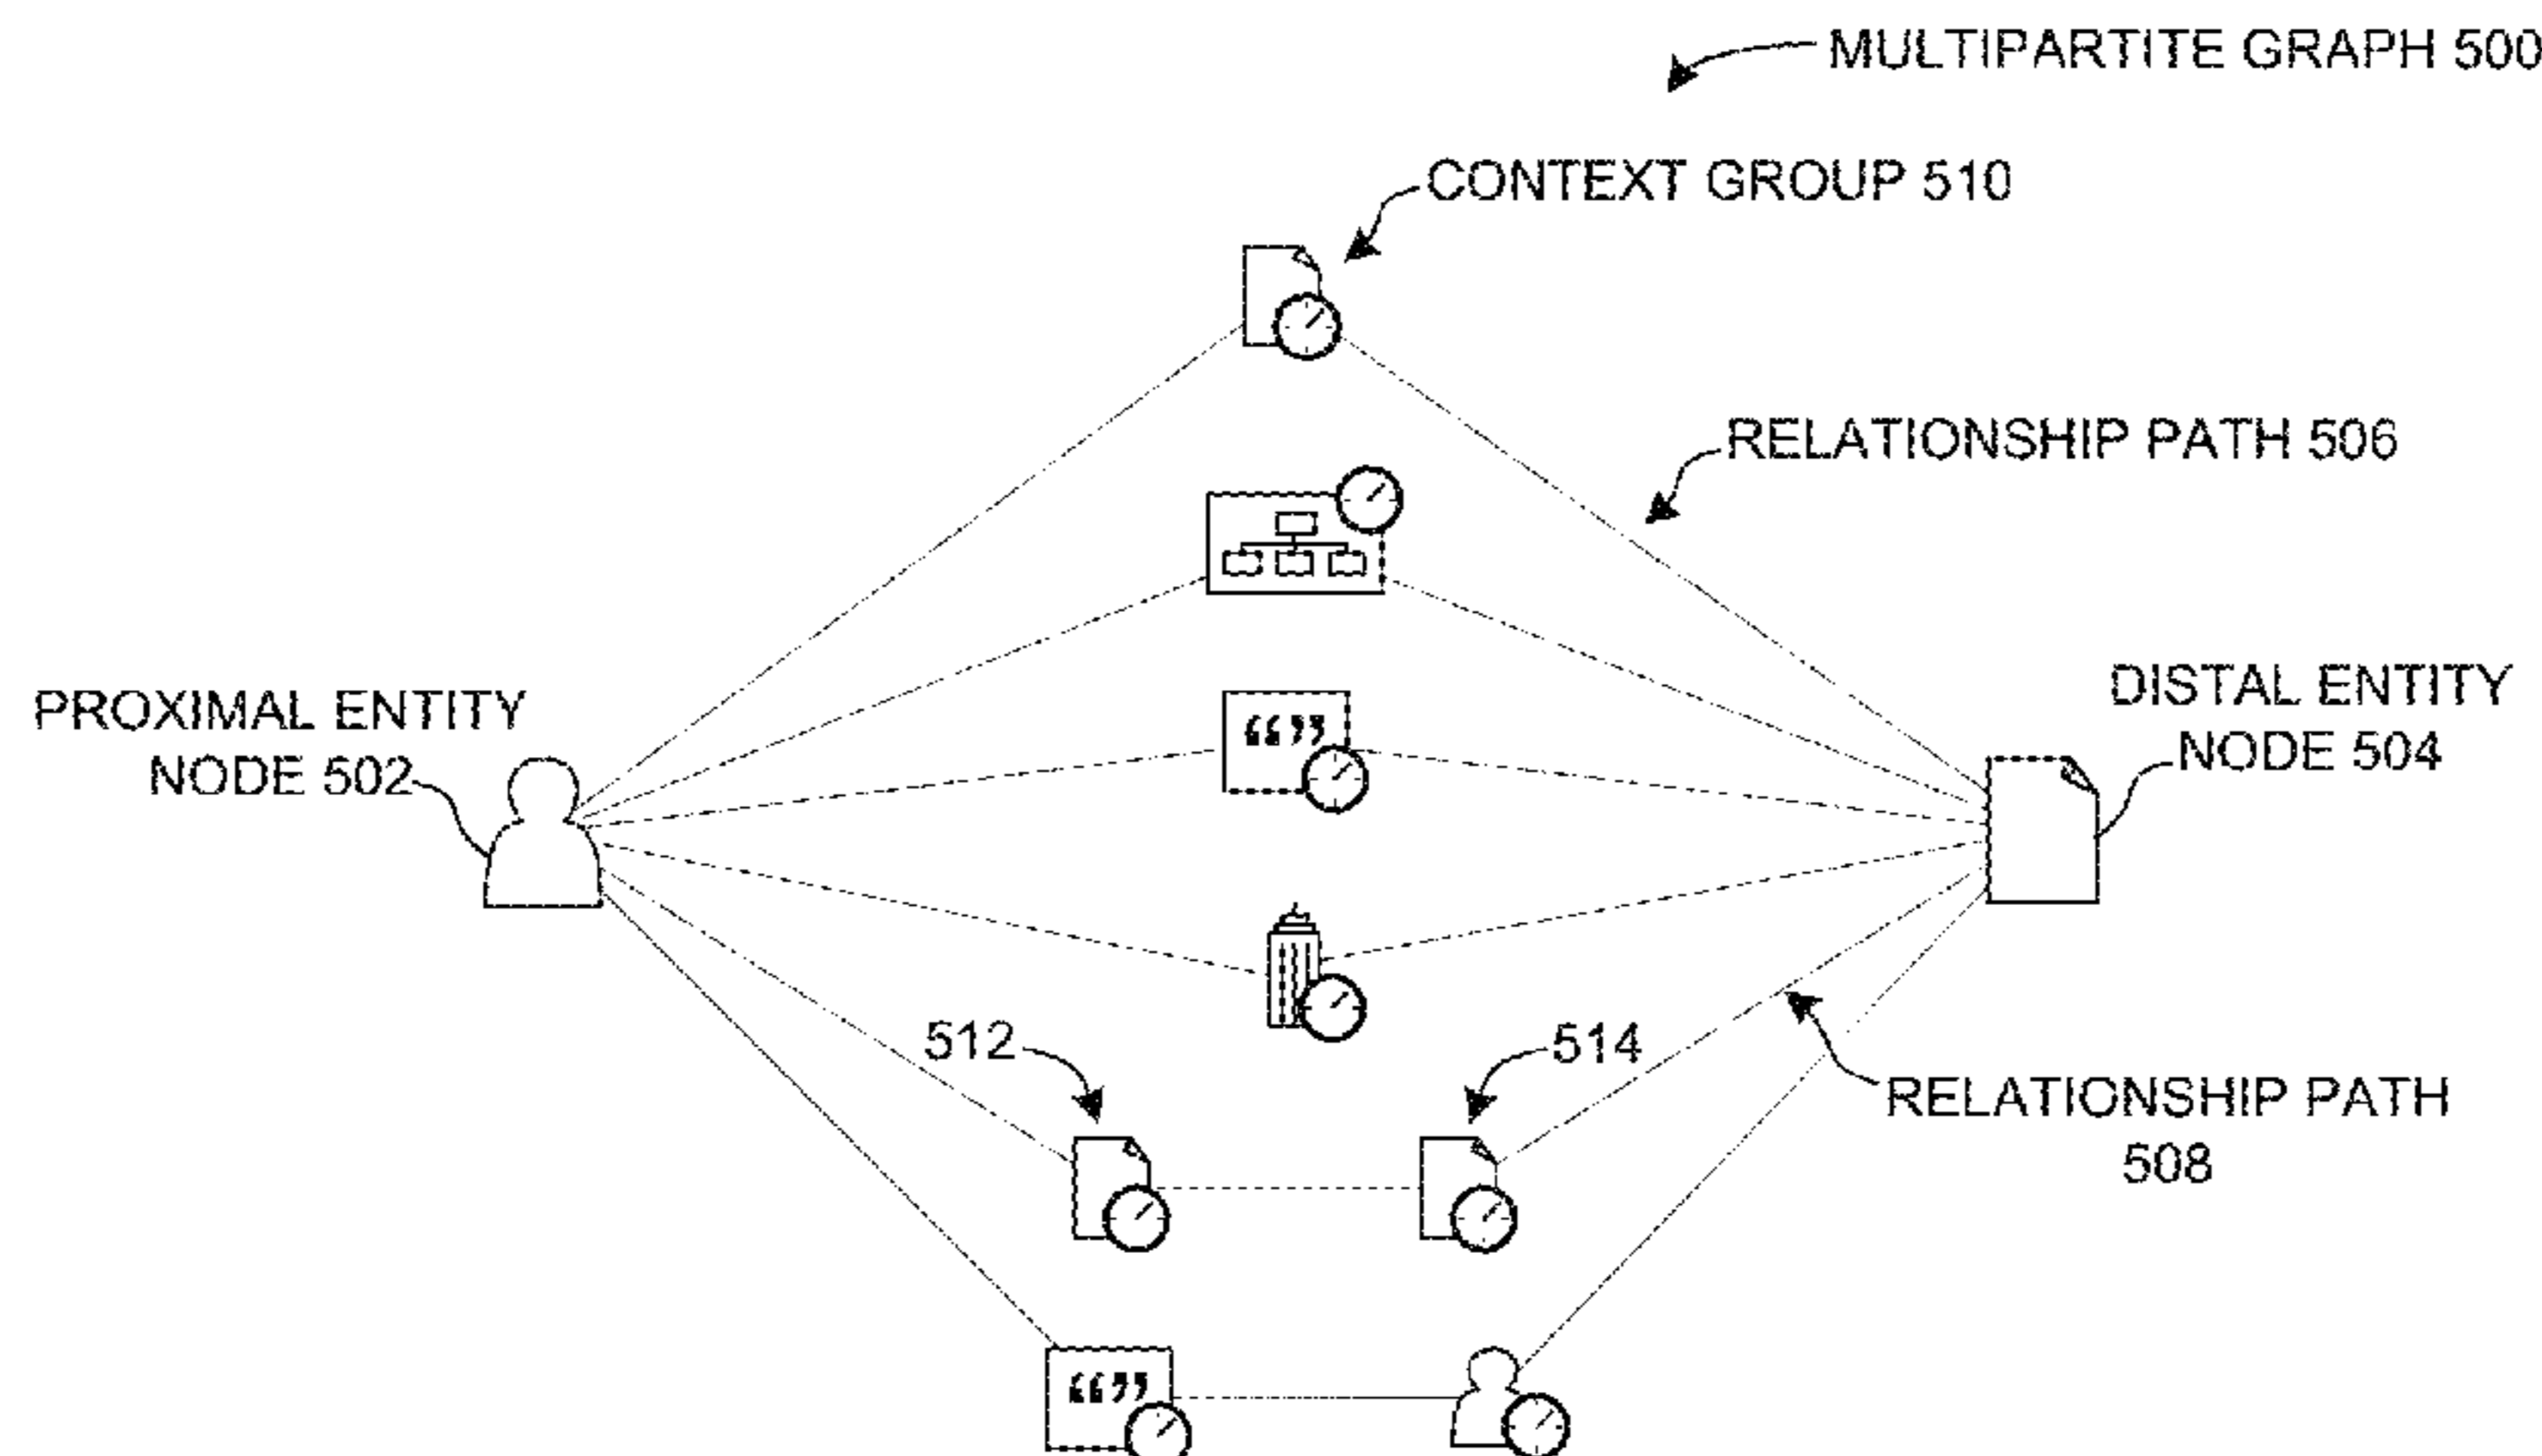 MULTIPARTITE GRAPH 500
CONTEXT GROUP 510
RELATIONSHIP PATH 506
PROXIMAL ENTITY
NODE 502
DISTAL ENTITY
NODE 504
“”
512
514
RELATIONSHIP PATH
508
“”